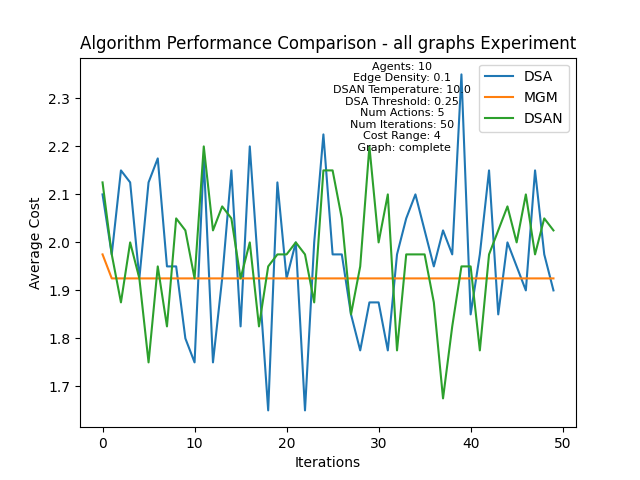 Algorithm Performance Comparison - all graphs Experiment
Agents: 10
Edge Density: 0.1
DSAN Temperature: 10.0
DSA Threshold: 0.25
Num Actions: 5
Num Iterations: 50
Cost Range: 4
Graph: complete
DSA
MGM
DSAN
Average Cost
2.3
2.2
2.1
2.0
1.9
1.8
1.7
0
10
20
30
40
50
Iterations